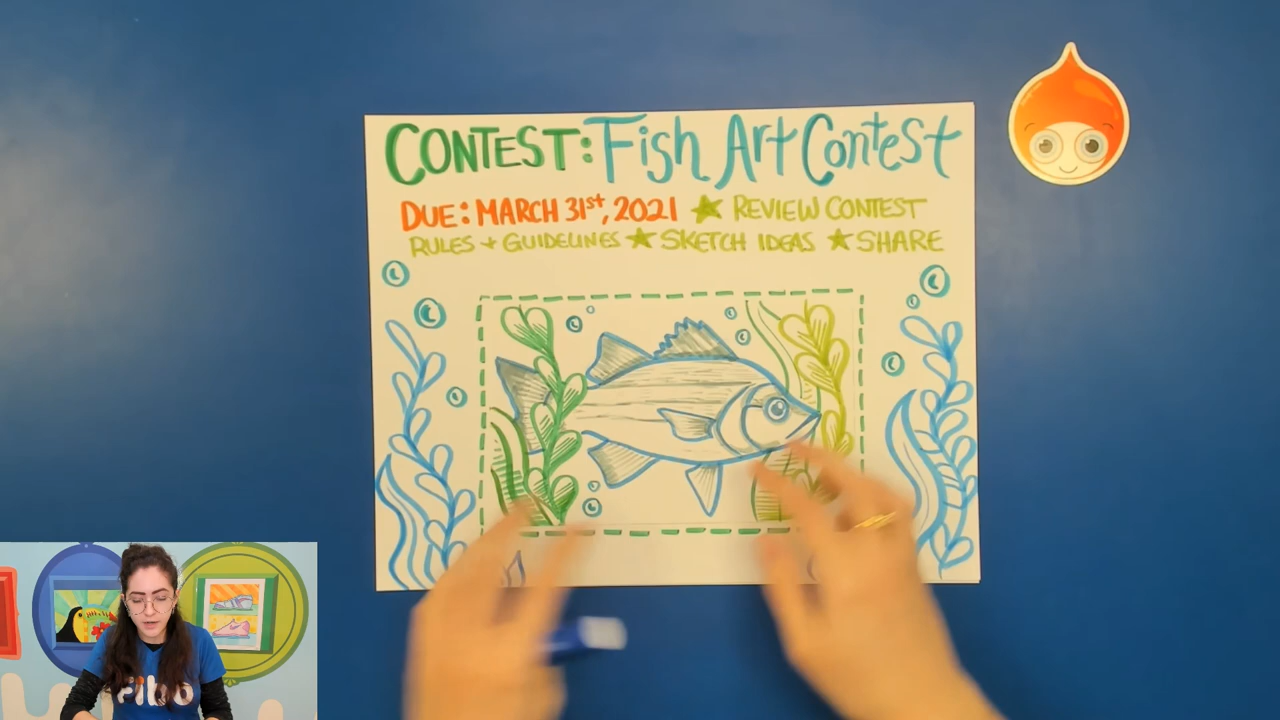 CONTEST: Fish Art Contest
DUE: MARCH 31st, 2021 ★ REVIEW CONTEST
RULES + GUIDELINES ★ SKETCH IDEAS ★ SHARE